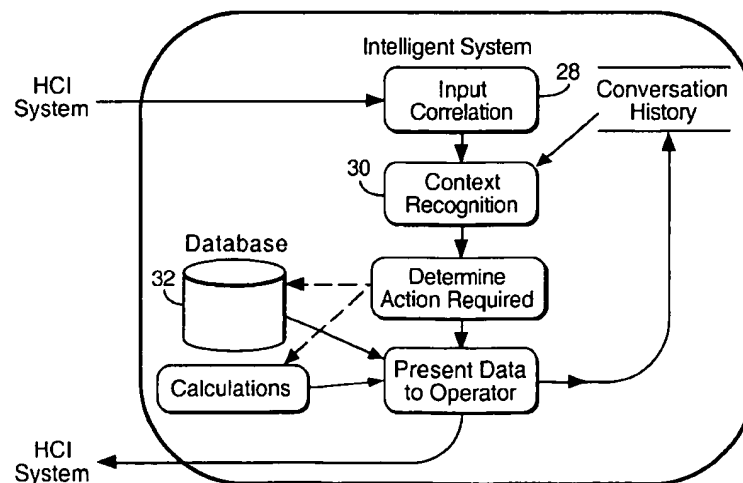 Intelligent System
HCI
System
Input
Correlation
28
Conversation
History
30
Context
Recognition
Database
32
Determine
Action Required
Calculations
Present Data
to Operator
HCI
System